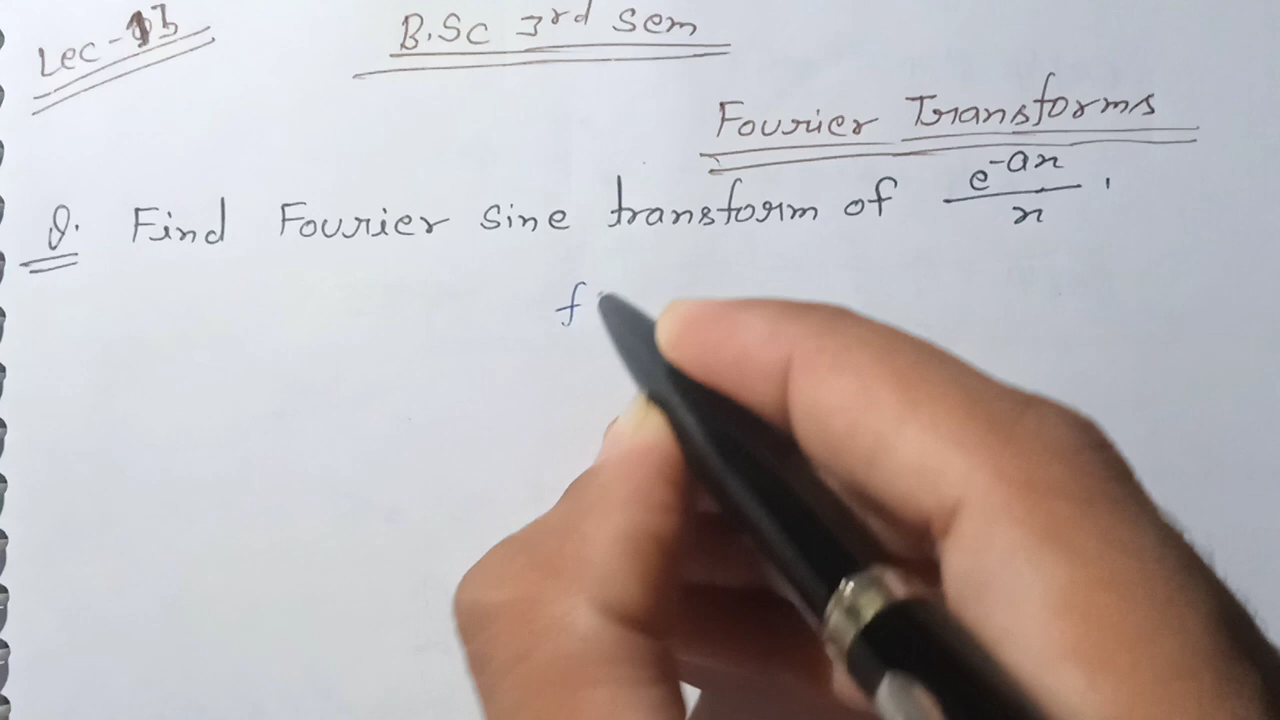 Lec-13
B.Sc 3rd Sem
Fourier Transforms
Q. Find Fourier Sine transform of e^-ax/x.
f